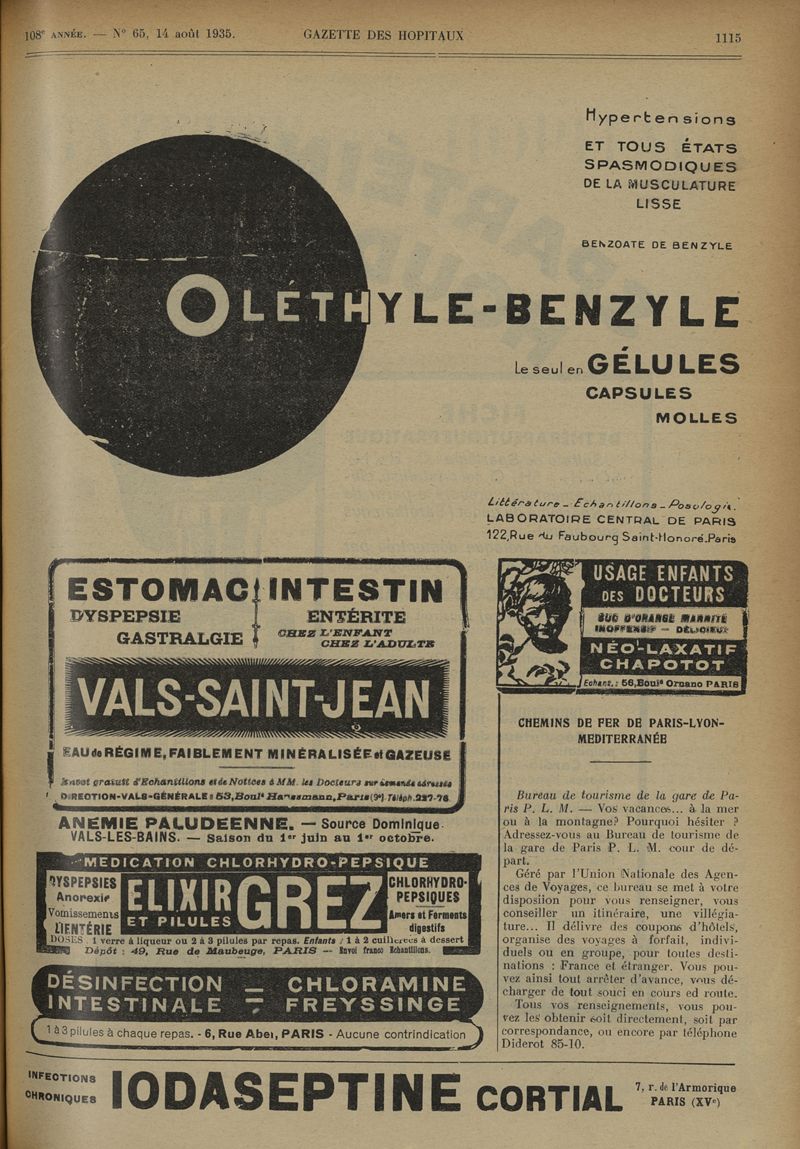 108e ANNÉE. — N° 65, 14 août 1935.
GAZETTE DES HOPITAUX
1115
Hypertensions
ET TOUS ÉTATS
SPASMODIQUES
DE LA MUSCULATURE
LISSE
BENZOATE DE BENZYLE
OLÉTHYLE-BENZYLE
Le seul en GÉLULES
CAPSULES
MOLLES
Littérature _ Echantillons _ Posologie.
LABORATOIRE CENTRAL DE PARIS
122, Rue du Faubourg Saint-Honoré. Paris
ESTOMAC INTESTIN
DYSPEPSIE ENTÉRITE
GASTRALGIE CHEZ L'ENFANT
CHEZ L'ADULTE
VALS-SAINT-JEAN
EAU de RÉGIME, FAIBLEMENT MINÉRALISÉE et GAZEUSE
Envoi gratuit d'Echantillons et de Notices à MM. les Docteurs sur demande adressée
DIRECTION-VALS-GÉNÉRALE: 53, Bould Haussmann, Paris (9e). Téléph. 227-76
ANÉMIE PALUDEENNE. — Source Dominique
VALS-LES-BAINS. — Saison du 1er juin au 1er octobre.
MEDICATION CHLORHYDRO-PEPSIQUE
DYSPEPSIES
Anorexie
Vomissements
LIENTÉRIE
ELIXIR GREZ
ET PILULES
CHLORHYDRO-
PEPSIQUES
Amers et Ferments
digestifs
DOSES : 1 verre à liqueur ou 2 à 3 pilules par repas. Enfants : 1 à 2 cuillerées à dessert
Dépôt : 49, Rue de Maubeuge, PARIS — Envoi franco Echantillons.
DÉSINFECTION — CHLORAMINE
INTESTINALE — FREYSSINGE
1 à 3 pilules à chaque repas. - 6, Rue Abel, PARIS - Aucune contrindication
USAGE ENFANTS
DES DOCTEURS
SUC D'ORANGE MANNITÉ
INOFFENSIF — DÉLICIEUX
NÉO-LAXATIF
CHAPOTOT
Echant. : 56, Bould Ornano PARIS
CHEMINS DE FER DE PARIS-LYON-
MEDITERRANÉE
Bureau de tourisme de la gare de Pa-
ris P. L. M. — Vos vacances... à la mer
ou à la montagne? Pourquoi hésiter ?
Adressez-vous au Bureau de tourisme de
la gare de Paris P. L. M. cour de dé-
part.
Géré par l'Union Nationale des Agen-
ces de Voyages, ce bureau se met à votre
disposiion pour vous renseigner, vous
conseiller un itinéraire, une villégia-
ture... Il délivre des coupons d'hôtels,
organise des voyages à forfait, indivi-
duels ou en groupe, pour toutes desti-
nations : France et étranger. Vous pou-
vez ainsi tout arrêter d'avance, vous dé-
charger de tout souci en cours ed route.
Tous vos renseignements, vous pou-
vez les obtenir soit directement, soit par
correspondance, ou encore par téléphone
Diderot 85-10.
INFECTIONS
CHRONIQUES
IODASEPTINE CORTIAL
7, r. de l'Armorique
PARIS (XVe)